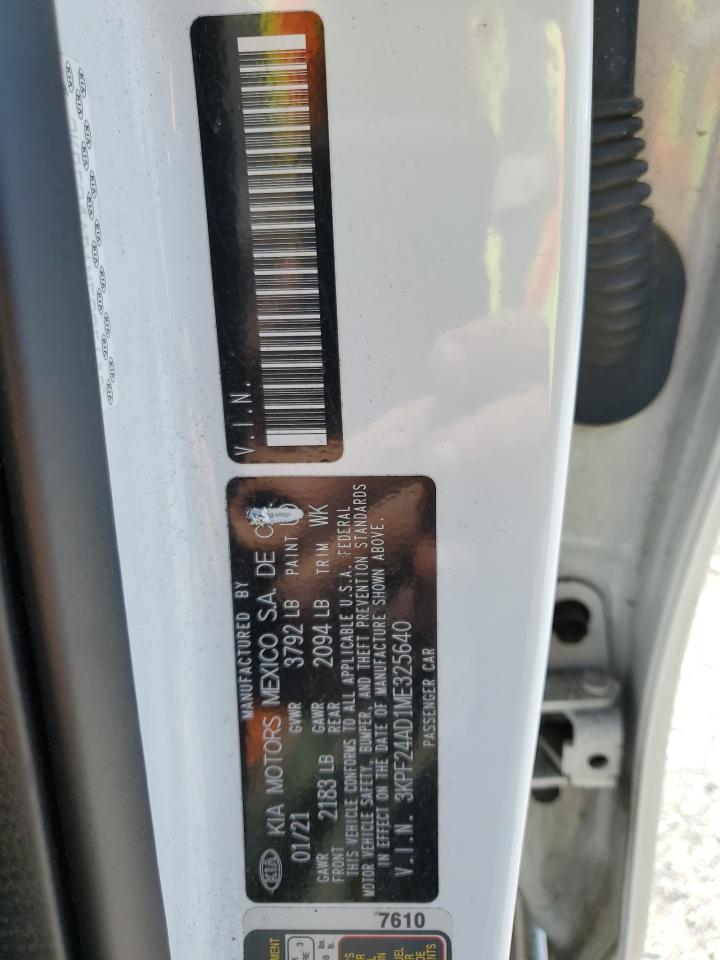 V.I.N.
MANUFACTURED BY
KIA KIA MOTORS MEXICO S.A. DE
01/21 GVWR 3792 LB PAINT
GAWR FRONT 2183 LB GAWR REAR 2094 LB TRIM WK
THIS VEHICLE CONFORMS TO ALL APPLICABLE U.S.A. FEDERAL
MOTOR VEHICLE SAFETY, BUMPER, AND THEFT PREVENTION STANDARDS
IN EFFECT ON THE DATE OF MANUFACTURE SHOWN ABOVE.
V.I.N. 3KPF24AD1ME325640
PASSENGER CAR
7610